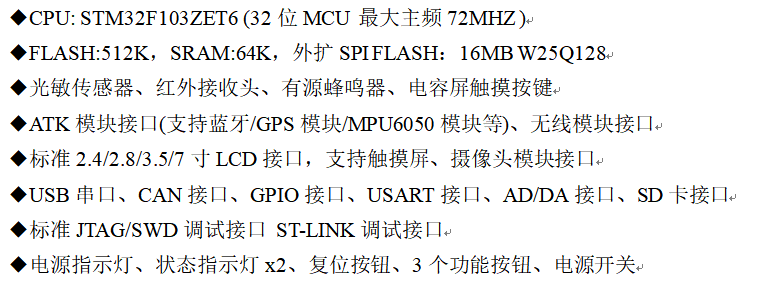 ◆CPU: STM32F103ZET6 (32 位 MCU 最大主频 72MHZ )
◆FLASH:512K，SRAM:64K，外扩 SPI FLASH：16MB W25Q128
◆光敏传感器、红外接收头、有源蜂鸣器、电容屏触摸按键
◆ATK 模块接口(支持蓝牙/GPS 模块/MPU6050 模块等)、无线模块接口
◆标准 2.4/2.8/3.5/7 寸 LCD 接口，支持触摸屏、摄像头模块接口
◆USB 串口、CAN 接口、GPIO 接口、USART 接口、AD/DA 接口、SD 卡接口
◆标准 JTAG/SWD 调试接口 ST-LINK 调试接口
◆电源指示灯、状态指示灯 x2、复位按钮、3 个功能按钮、电源开关